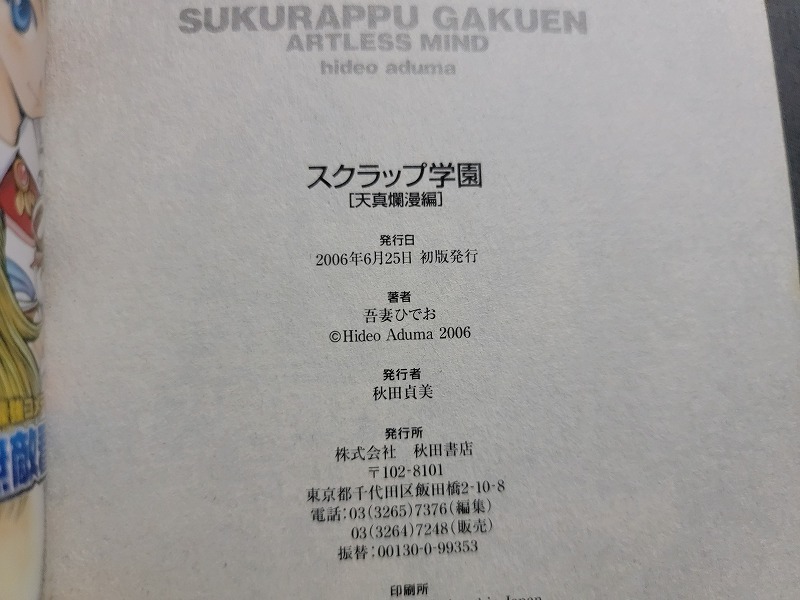 SUKURAPPU GAKUEN
ARTLESS MIND
hideo aduma
スクラップ学園
[天真爛漫編]
発行日
2006年6月25日 初版発行
著者
吾妻ひでお
©Hideo Aduma 2006
発行者
秋田貞美
発行所
株式会社 秋田書店
〒102-8101
東京都千代田区飯田橋2-10-8
電話:03(3265)7376(編集)
03(3264)7248(販売)
振替:00130-0-99353
印刷所
Japan
敵